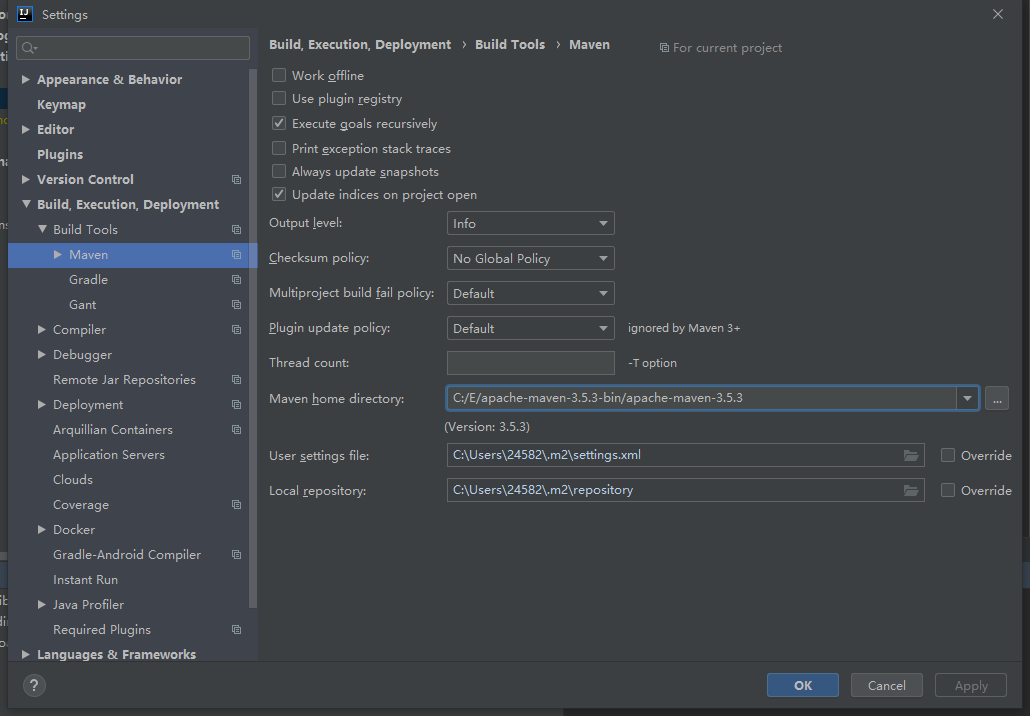 IJ
Settings
Appearance & Behavior
Keymap
Editor
Plugins
Version Control
Build, Execution, Deployment
Build Tools
Maven
Gradle
Gant
Compiler
Debugger
Remote Jar Repositories
Deployment
Arquillian Containers
Application Servers
Clouds
Coverage
Docker
Gradle-Android Compiler
Instant Run
Java Profiler
Required Plugins
Languages & Frameworks
Build, Execution, Deployment › Build Tools › Maven
For current project
Work offline
Use plugin registry
Execute goals recursively
Print exception stack traces
Always update snapshots
Update indices on project open
Output level: Info
Checksum policy: No Global Policy
Multiproject build fail policy: Default
Plugin update policy: Default ignored by Maven 3+
Thread count: -T option
Maven home directory: C:/E/apache-maven-3.5.3-bin/apache-maven-3.5.3 ...
(Version: 3.5.3)
User settings file: C:\Users\24582\.m2\settings.xml Override
Local repository: C:\Users\24582\.m2\repository Override
? OK Cancel Apply